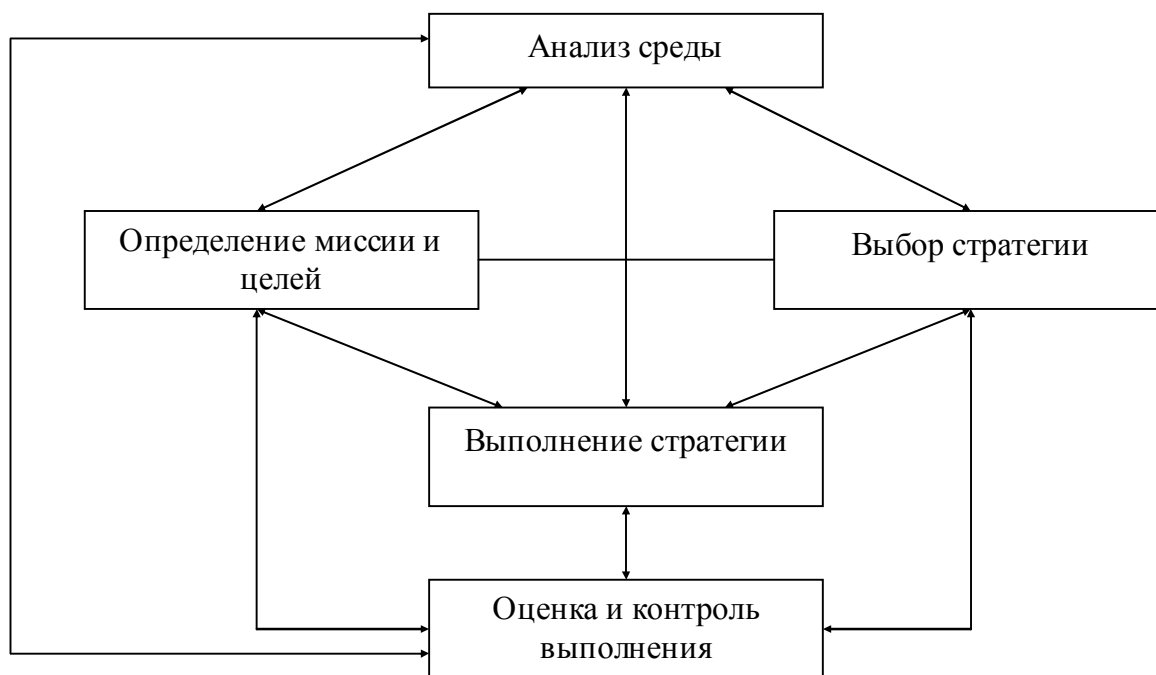 Анализ среды
Определение миссии и
целей
Выбор стратегии
Выполнение стратегии
Оценка и контроль
выполнения